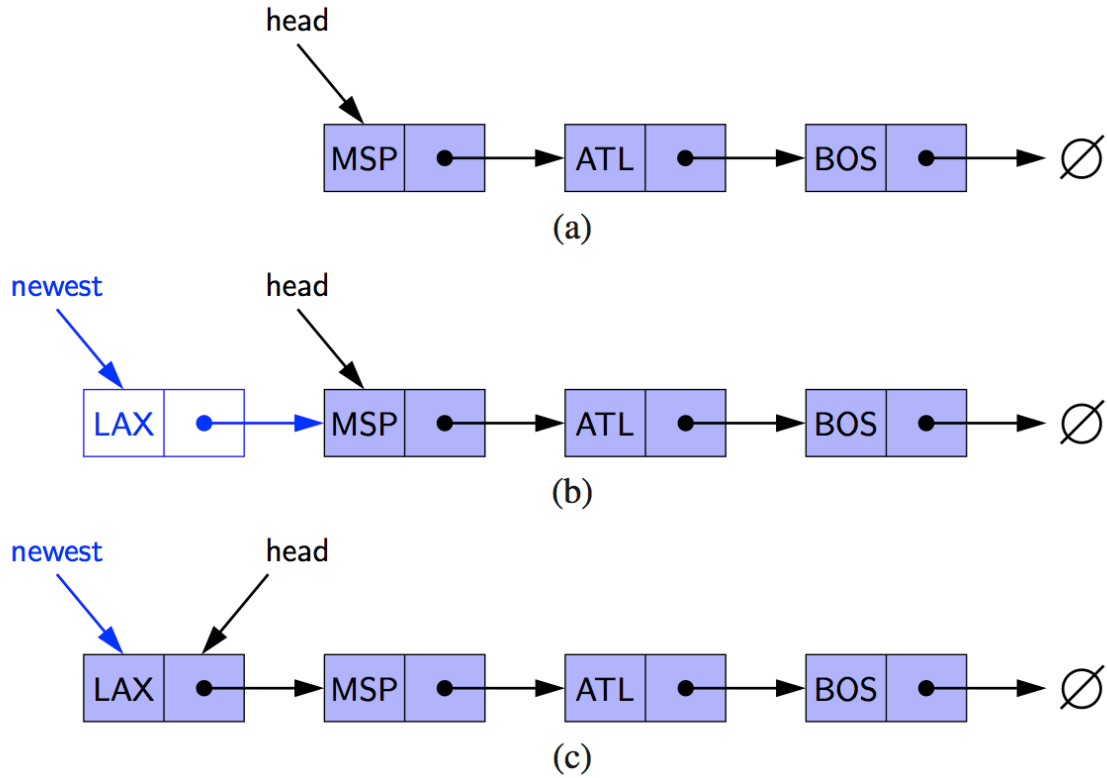 head
MSP ATL BOS ∅
(a)
newest head
LAX MSP ATL BOS ∅
(b)
newest head
LAX MSP ATL BOS ∅
(c)